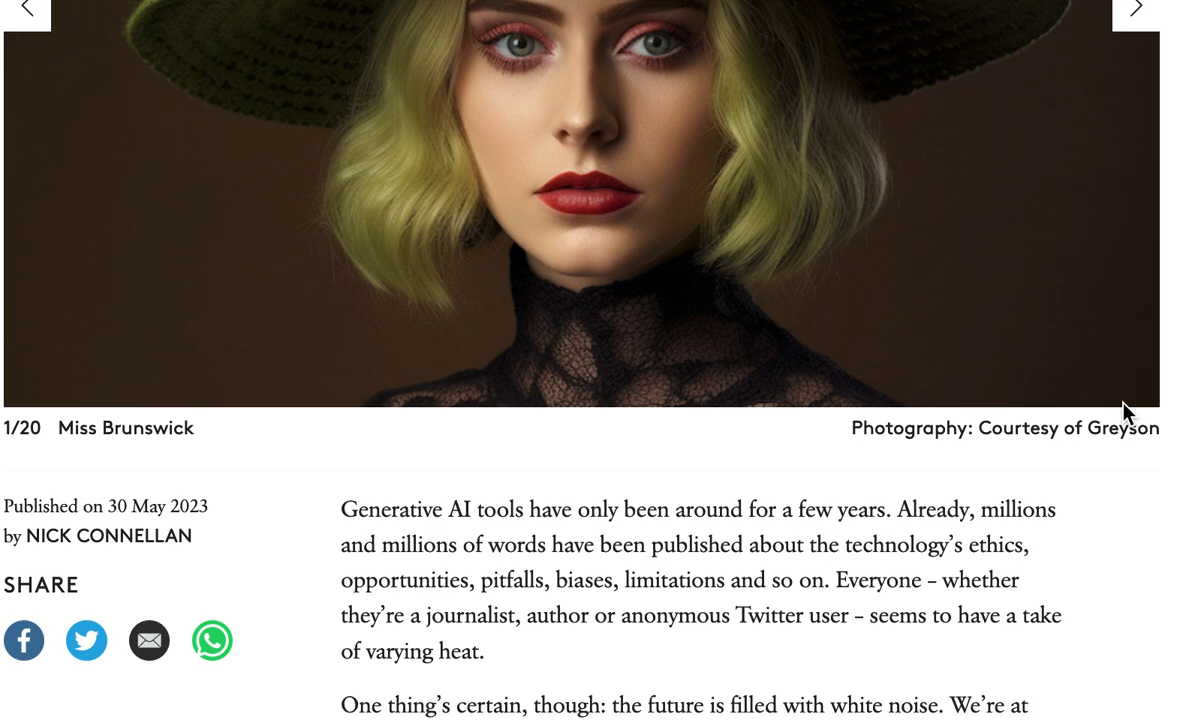 1/20 Miss Brunswick
Photography: Courtesy of Greyson
Published on 30 May 2023
by NICK CONNELLAN
SHARE
Generative AI tools have only been around for a few years. Already, millions
and millions of words have been published about the technology’s ethics,
opportunities, pitfalls, biases, limitations and so on. Everyone – whether
they’re a journalist, author or anonymous Twitter user – seems to have a take
of varying heat.
One thing’s certain, though: the future is filled with white noise. We’re at